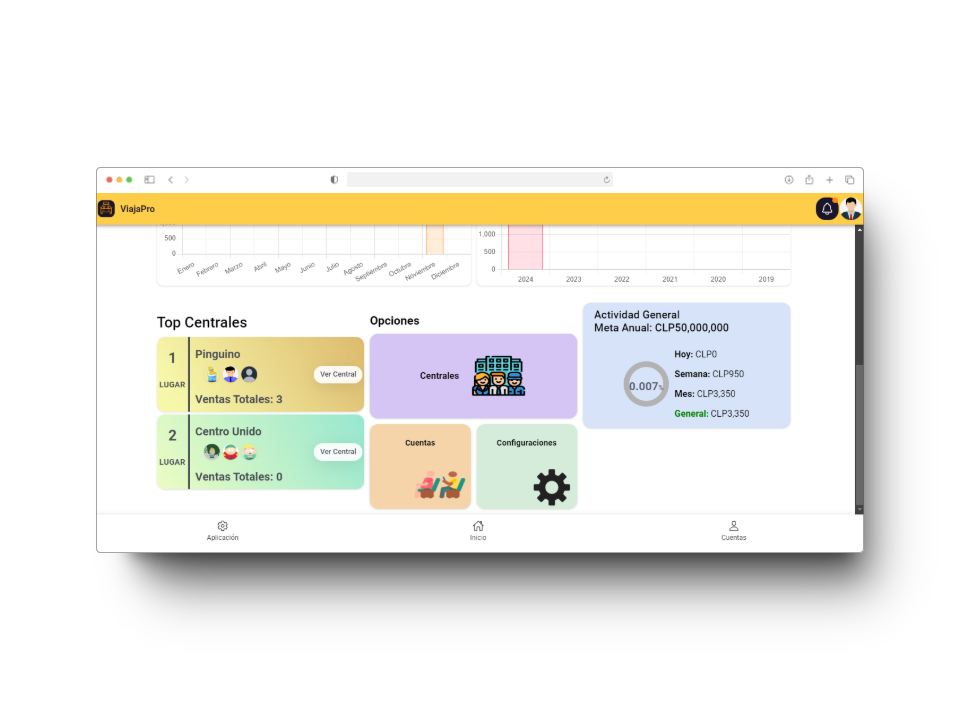 ViajaPro
500
0
Enero
Febrero
Marzo
Abril
Mayo
Junio
Julio
Agosto
Septiembre
Octubre
Noviembre
Diciembre
1,000
500
0
2024
2023
2022
2021
2020
2019
Top Centrales
1
LUGAR
Pinguino
Ventas Totales: 3
Ver Central
2
LUGAR
Centro Unido
Ventas Totales: 0
Ver Central
Opciones
Centrales
Cuentas
Configuraciones
Actividad General
Meta Anual: CLP50,000,000
0.007%
Hoy: CLP0
Semana: CLP950
Mes: CLP3,350
General: CLP3,350
Aplicación
Inicio
Cuentas